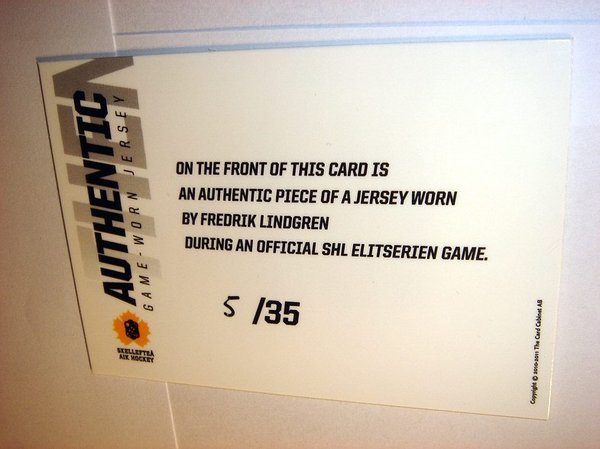 AUTHENTIC
GAME-WORN JERSEY
ON THE FRONT OF THIS CARD IS
AN AUTHENTIC PIECE OF A JERSEY WORN
BY FREDRIK LINDGREN
DURING AN OFFICIAL SHL ELITSERIEN GAME.
5 /35
SKELLEFTEÅ
AIK HOCKEY
Copyright © 2010-2011 The Card Cabinet AB